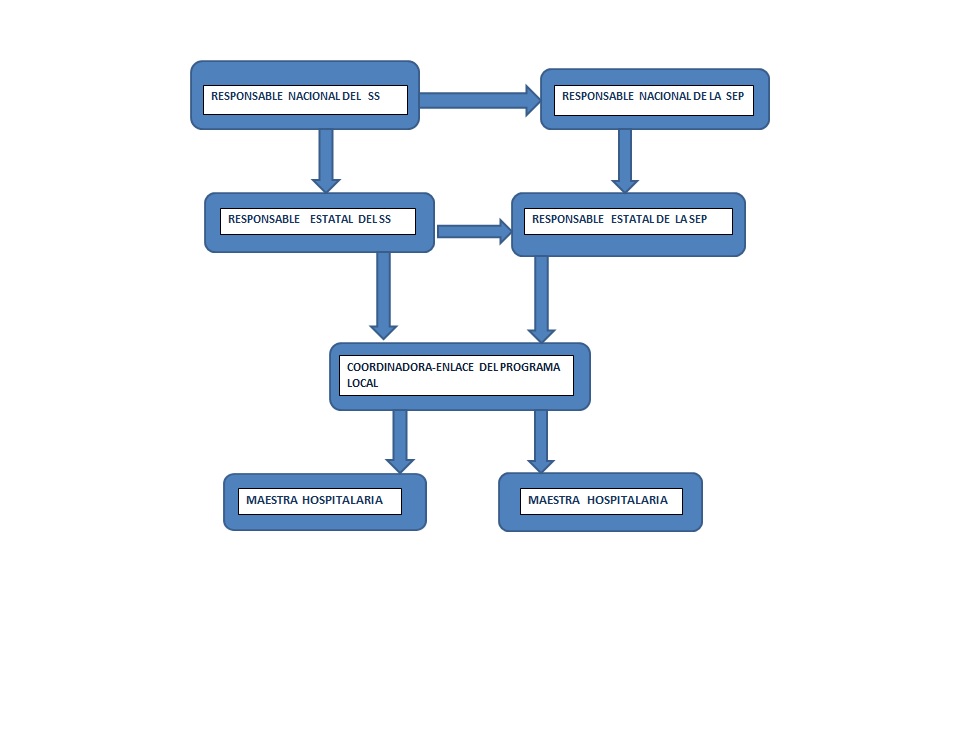 RESPONSABLE NACIONAL DEL SS
RESPONSABLE NACIONAL DE LA SEP
RESPONSABLE ESTATAL DEL SS
RESPONSABLE ESTATAL DE LA SEP
COORDINADORA-ENLACE DEL PROGRAMA
LOCAL
MAESTRA HOSPITALARIA
MAESTRA HOSPITALARIA